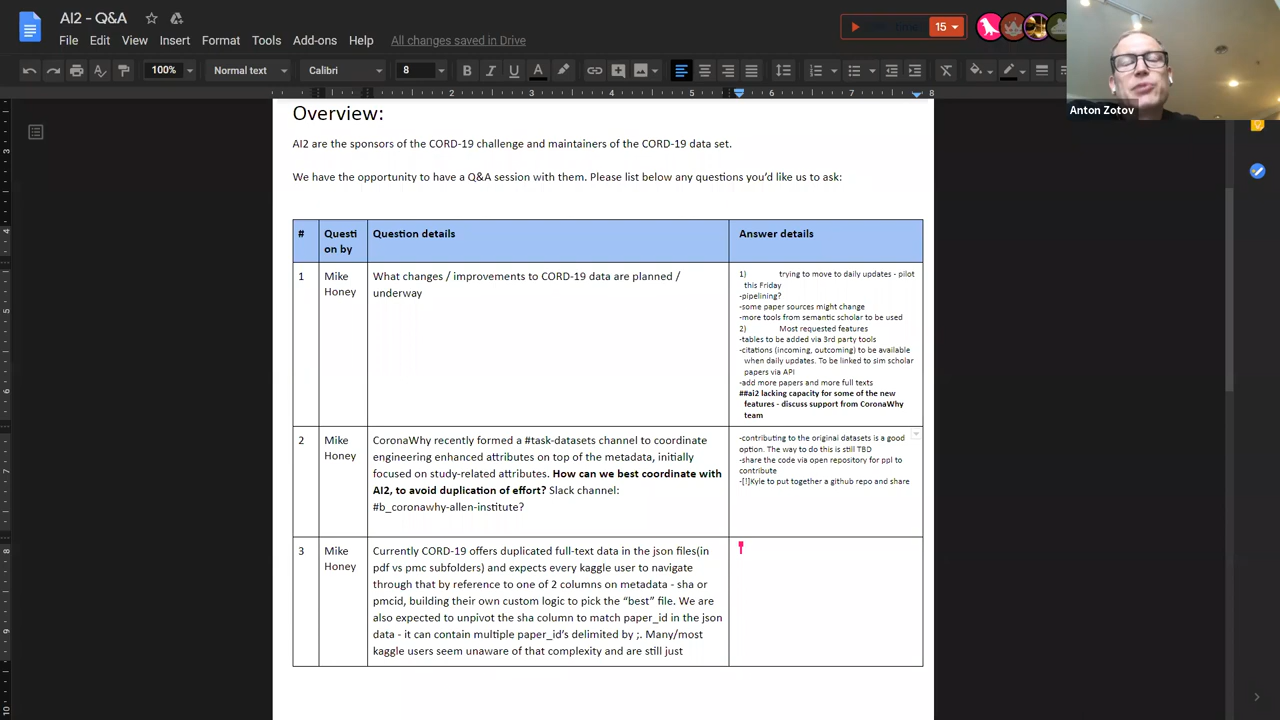 AI2 - Q&A
File Edit View Insert Format Tools Addons Help All changes saved in Drive
15
100% Normal text Calibri 8
Anton Zotov
2 3 4 5 6 7 8
Overview:
AI2 are the sponsors of the CORD-19 challenge and maintainers of the CORD-19 data set.
We have the opportunity to have a Q&A session with them. Please list below any questions you'd like us to ask:
# Questi Question details Answer details
on by
1 Mike
Honey
What changes / improvements to CORD-19 data are planned /
underway
1) trying to move to daily updates - pilot
this Friday
-pipelining?
-some paper sources might change
-more tools from semantic scholar to be used
2) Most requested features
-tables to be added via 3rd party tools
-citations (incoming, outcoming) to be available
when daily updates. To be linked to sim scholar
papers via API
-add more papers and more full texts
##ai2 lacking capacity for some of the new
features - discuss support from CoronaWhy
team
2 Mike
Honey
CoronaWhy recently formed a #task-datasets channel to coordinate
engineering enhanced attributes on top of the metadata, initially
focused on study-related attributes. How can we best coordinate with
AI2, to avoid duplication of effort? Slack channel:
#b_coronawhy-allen-institute?
-contributing to the original datasets is a good
option. The way to do this is still TBD
-share the code via open repository for ppl to
contribute
-[!]Kyle to put together a github repo and share
3 Mike
Honey
Currently CORD-19 offers duplicated full-text data in the json files(in
pdf vs pmc subfolders) and expects every kaggle user to navigate
through that by reference to one of 2 columns on metadata - sha or
pmcid, building their own custom logic to pick the “best” file. We are
also expected to unpivot the sha column to match paper_id in the json
data - it can contain multiple paper_id's delimited by ;. Many/most
kaggle users seem unaware of that complexity and are still just